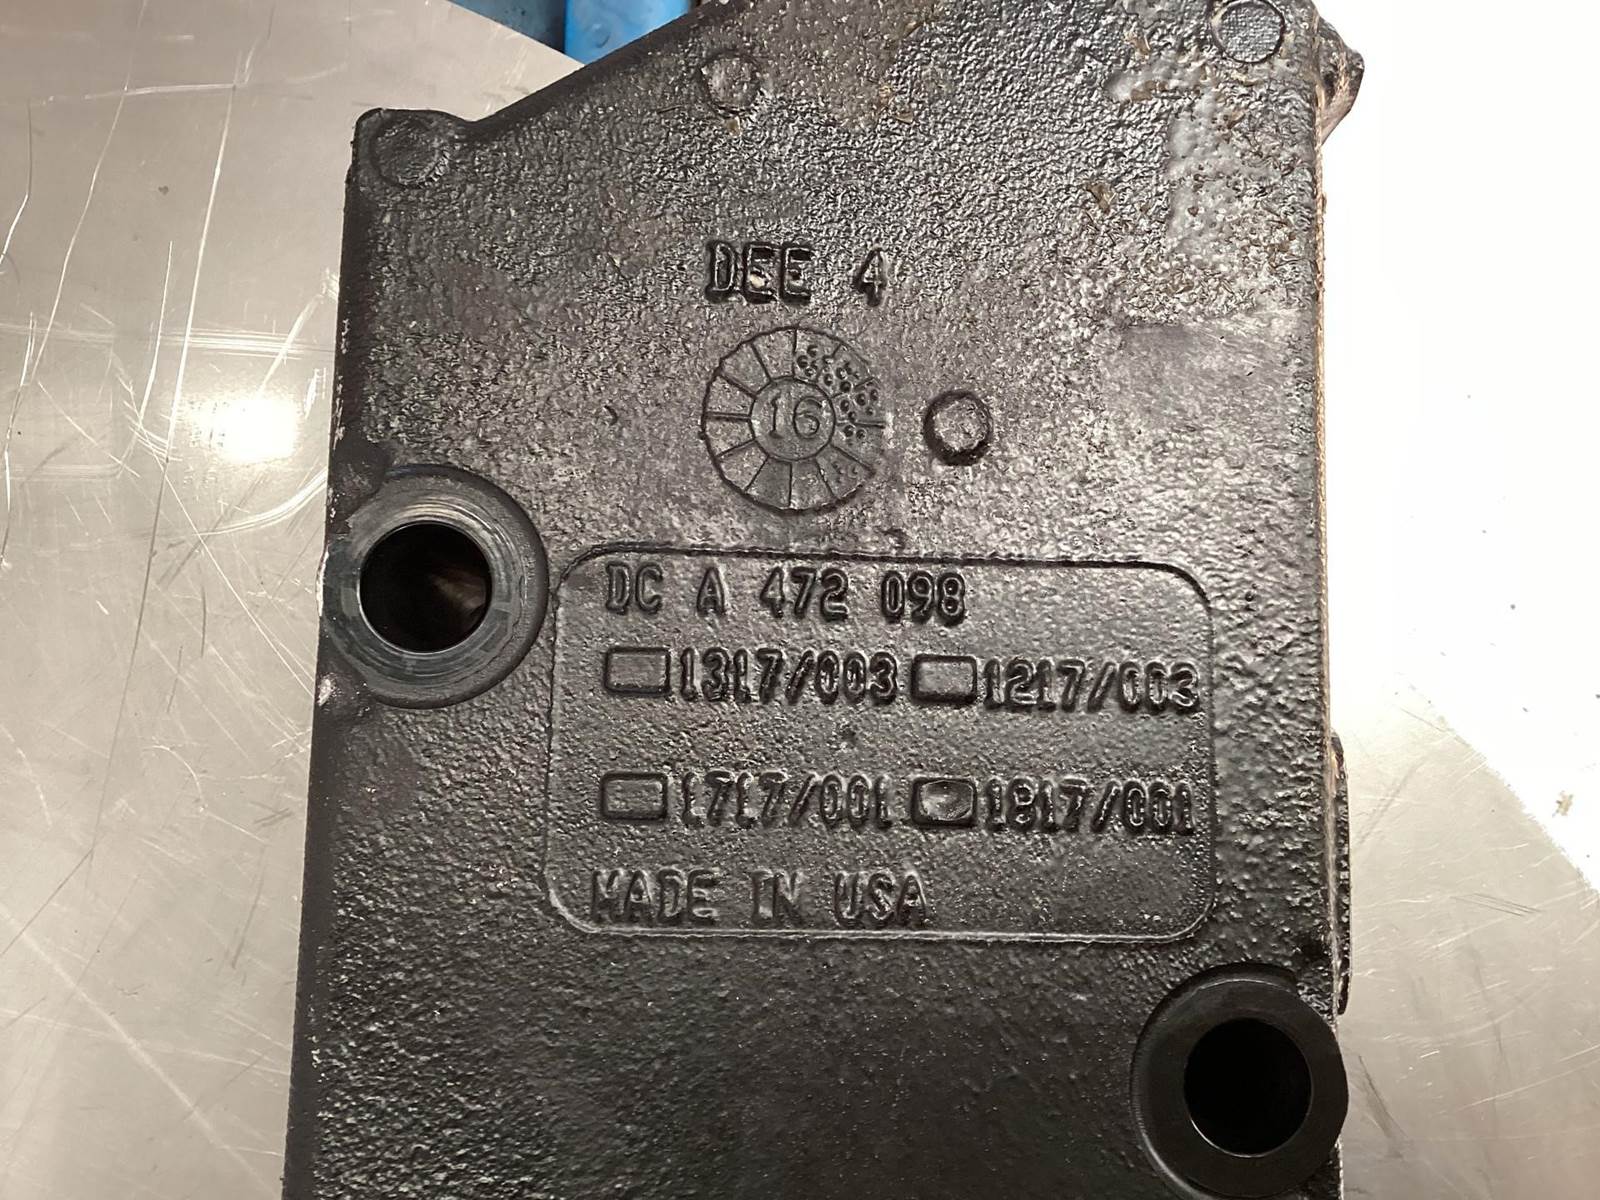 DEE 4
16
DC A 472 098
1317/003 1217/003
1717/001 1817/001
MADE IN USA